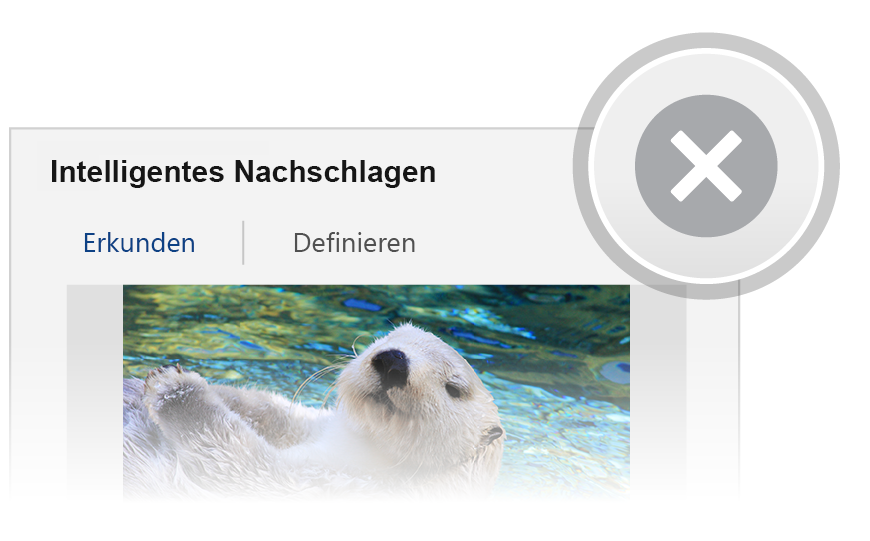 Intelligentes Nachschlagen
Erkunden
Definieren